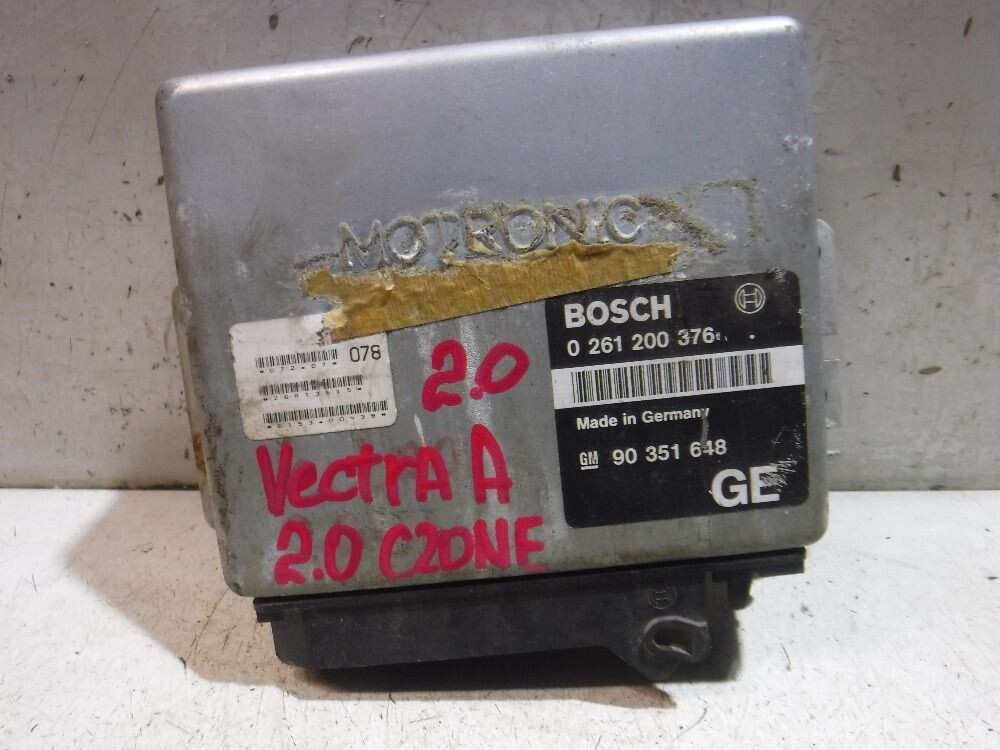 MOTRONIC
BOSCH
0 261 200 376
Made in Germany
GM 90 351 648
GE
078
2.0
VectrA A
2.0 C20NE